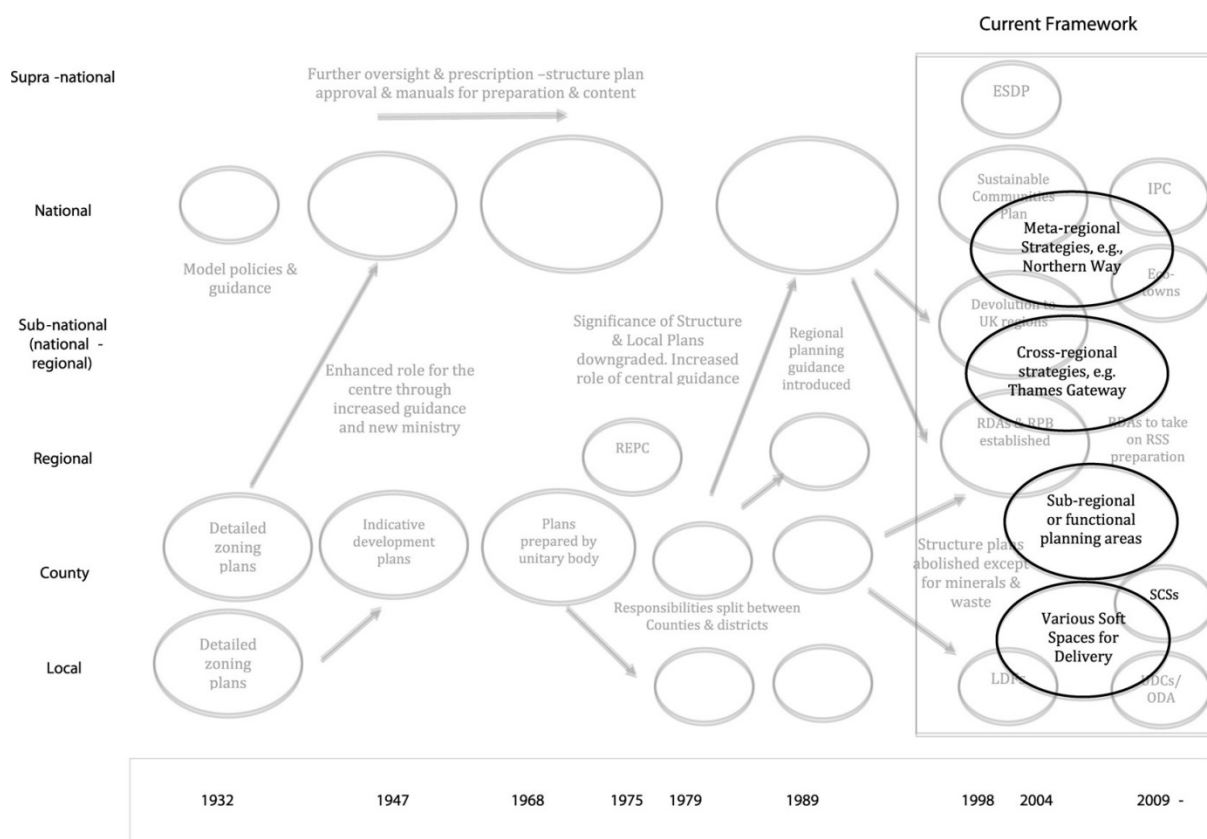 Current Framework
Supra -national
Further oversight & prescription –structure plan
approval & manuals for preparation & content
ESDP
National
Model policies &
guidance
Sustainable
Communities
Plan
IPC
Meta-regional
Strategies, e.g.,
Northern Way
Eco-
towns
Sub-national
(national -
regional)
Enhanced role for the
centre through
increased guidance
and new ministry
Significance of Structure
& Local Plans
downgraded. Increased
role of central guidance
Regional
planning
guidance
introduced
Devolution to
UK regions
Cross-regional
strategies, e.g.
Thames Gateway
Regional
REPC
RDAs & RPB
established
RDAs to take
on RSS
preparation
County
Detailed
zoning
plans
Indicative
development
plans
Plans
prepared by
unitary body
Responsibilities split between
Counties & districts
Structure plans
abolished except
for minerals &
waste
Sub-regional
or functional
planning areas
SCSs
Local
Detailed
zoning
plans
Various Soft
Spaces for
Delivery
LDFs
UDCs/
ODA
1932
1947
1968
1975
1979
1989
1998
2004
2009 -